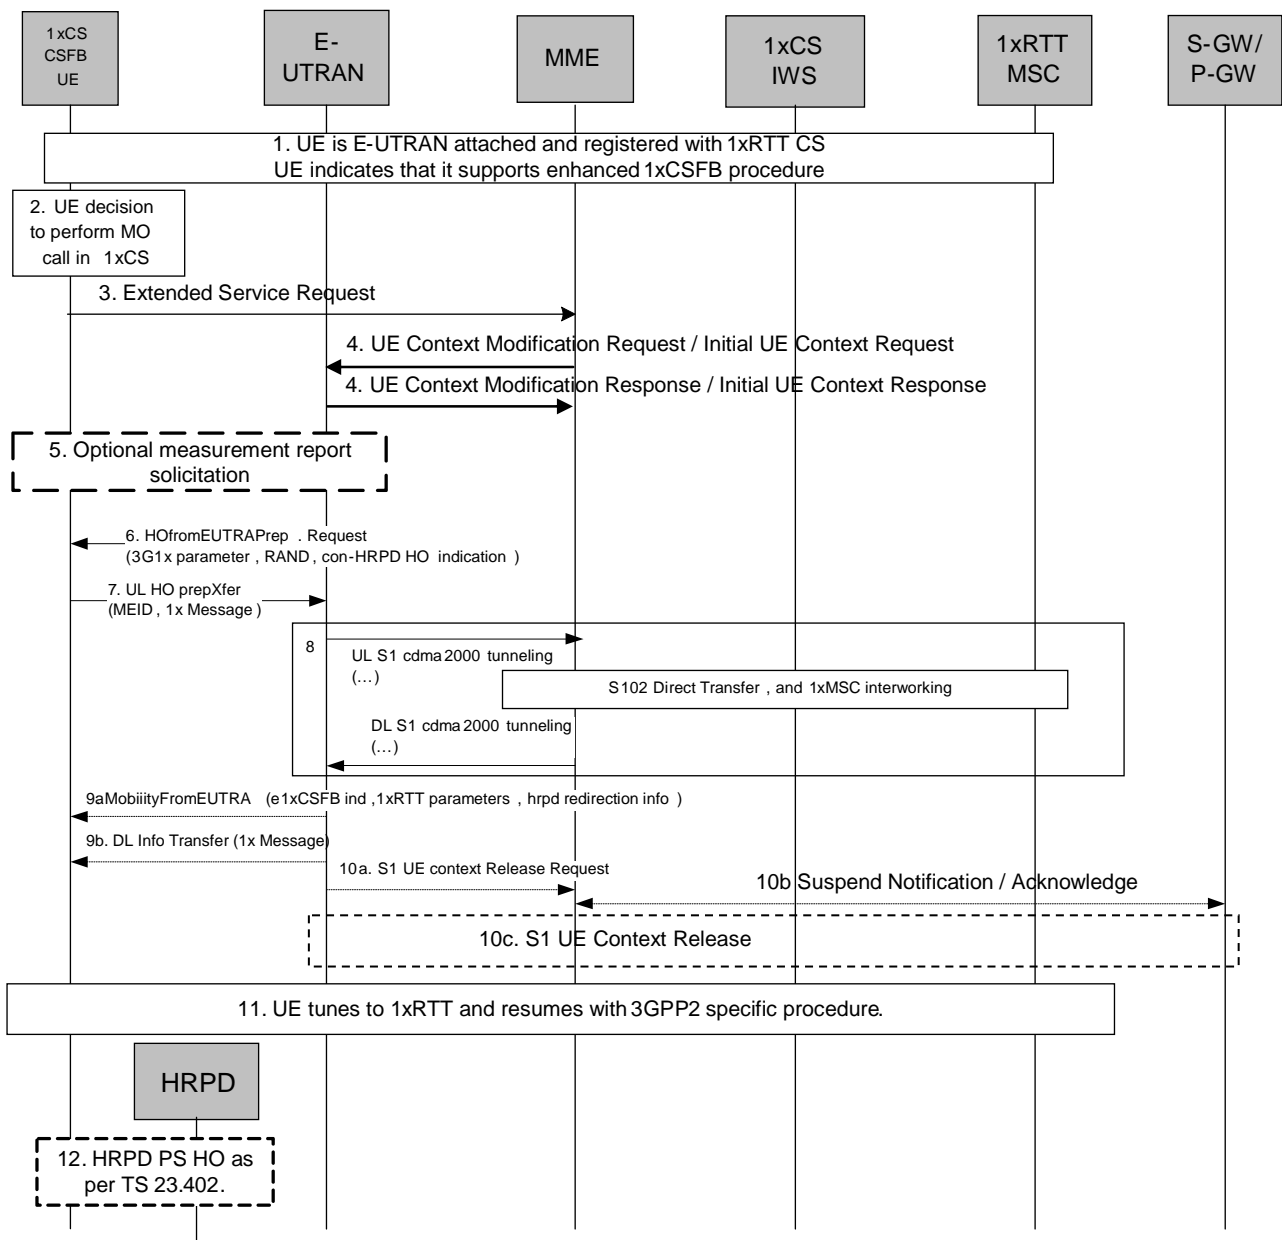 1xCS
CSFB
UE
E-
UTRAN
MME
1xCS
IWS
1xRTT
MSC
S-GW/
P-GW
1. UE is E-UTRAN attached and registered with 1xRTT CS
UE indicates that it supports enhanced 1xCSFB procedure
2. UE decision
to perform MO
call in 1xCS
3. Extended Service Request
4. UE Context Modification Request / Initial UE Context Request
4. UE Context Modification Response / Initial UE Context Response
5. Optional measurement report
solicitation
6. HOfromEUTRAPrep . Request
(3G1x parameter , RAND , con-HRPD HO indication )
7. UL HO prepXfer
(MEID , 1x Message )
8
UL S1 cdma 2000 tunneling
(…)
S102 Direct Transfer , and 1xMSC interworking
DL S1 cdma 2000 tunneling
(…)
9aMobiiityFromEUTRA (e1xCSFB ind ,1xRTT parameters , hrpd redirection info )
9b. DL Info Transfer (1x Message)
10a. S1 UE context Release Request
10b Suspend Notification / Acknowledge
10c. S1 UE Context Release
11. UE tunes to 1xRTT and resumes with 3GPP2 specific procedure.
HRPD
12. HRPD PS HO as
per TS 23.402.